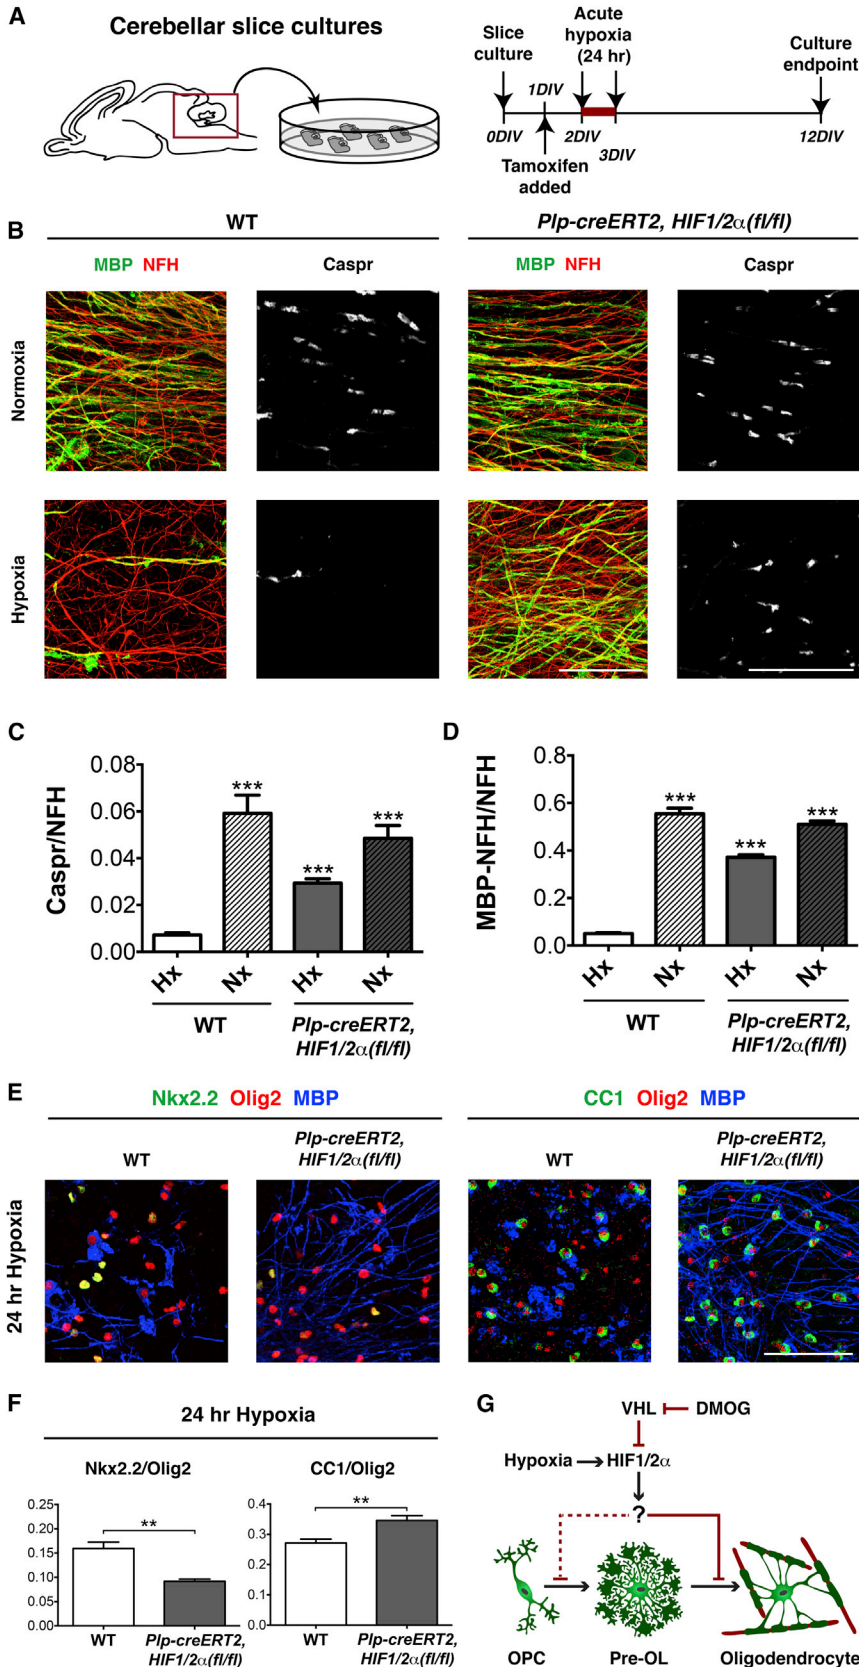 A
Cerebellar slice cultures
Slice
culture
Acute
hypoxia
(24 hr)
Culture
endpoint
1DIV
0DIV
2DIV
3DIV
12DIV
Tamoxifen
added
B
WT
Plp-creERT2, HIF1/2α(fl/fl)
MBP NFH
Caspr
MBP NFH
Caspr
Normoxia
Hypoxia
C
Caspr/NFH
0.08
0.06
0.04
0.02
0.00
***
***
***
Hx
Nx
Hx
Nx
WT
Plp-creERT2,
HIF1/2α(fl/fl)
D
MBP-NFH/NFH
0.8
0.6
0.4
0.2
0.0
***
***
***
Hx
Nx
Hx
Nx
WT
Plp-creERT2,
HIF1/2α(fl/fl)
E
Nkx2.2 Olig2 MBP
CC1 Olig2 MBP
WT
Plp-creERT2,
HIF1/2α(fl/fl)
WT
Plp-creERT2,
HIF1/2α(fl/fl)
24 hr Hypoxia
F
24 hr Hypoxia
Nkx2.2/Olig2
0.25
0.20
0.15
0.10
0.05
0.00
**
WT
Plp-creERT2,
HIF1/2α(fl/fl)
CC1/Olig2
0.4
0.3
0.2
0.1
0.0
**
WT
Plp-creERT2,
HIF1/2α(fl/fl)
G
VHL
DMOG
Hypoxia
HIF1/2α
?
OPC
Pre-OL
Oligodendrocyte